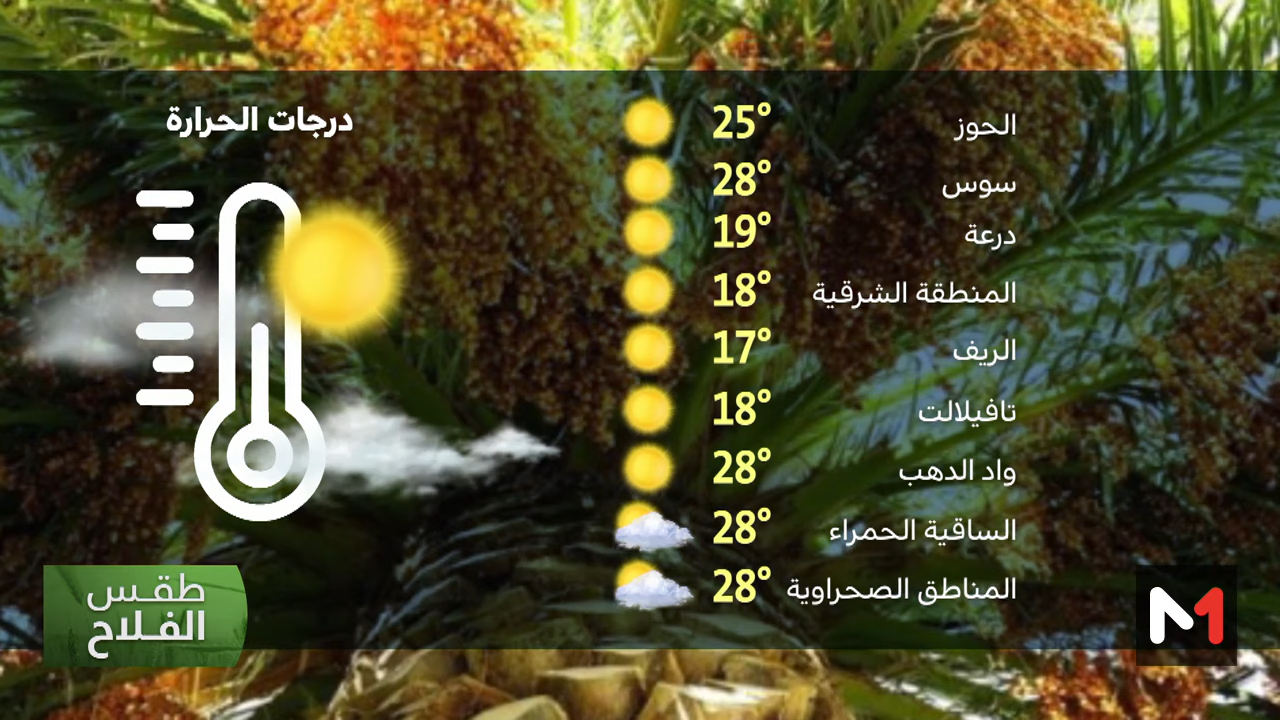 درجات الحرارة
الحوز 25°
سوس 28°
درعة 19°
المنطقة الشرقية 18°
الريف 17°
تافيلالت 18°
واد الدهب 28°
الساقية الحمراء 28°
المناطق الصحراوية 28°
طقس
الفلاح
M1